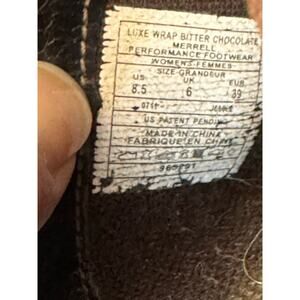 LUXE WRAP BITTER CHOCOLATE
MERRELL
PERFORMANCE FOOTWEAR
WOMENS-FEMMES
SIZE-GRANDEUR
US UK EUR
8.5 6 39
US PATENT PENDING
MADE IN CHINA
FABRIQUE EN CHINE